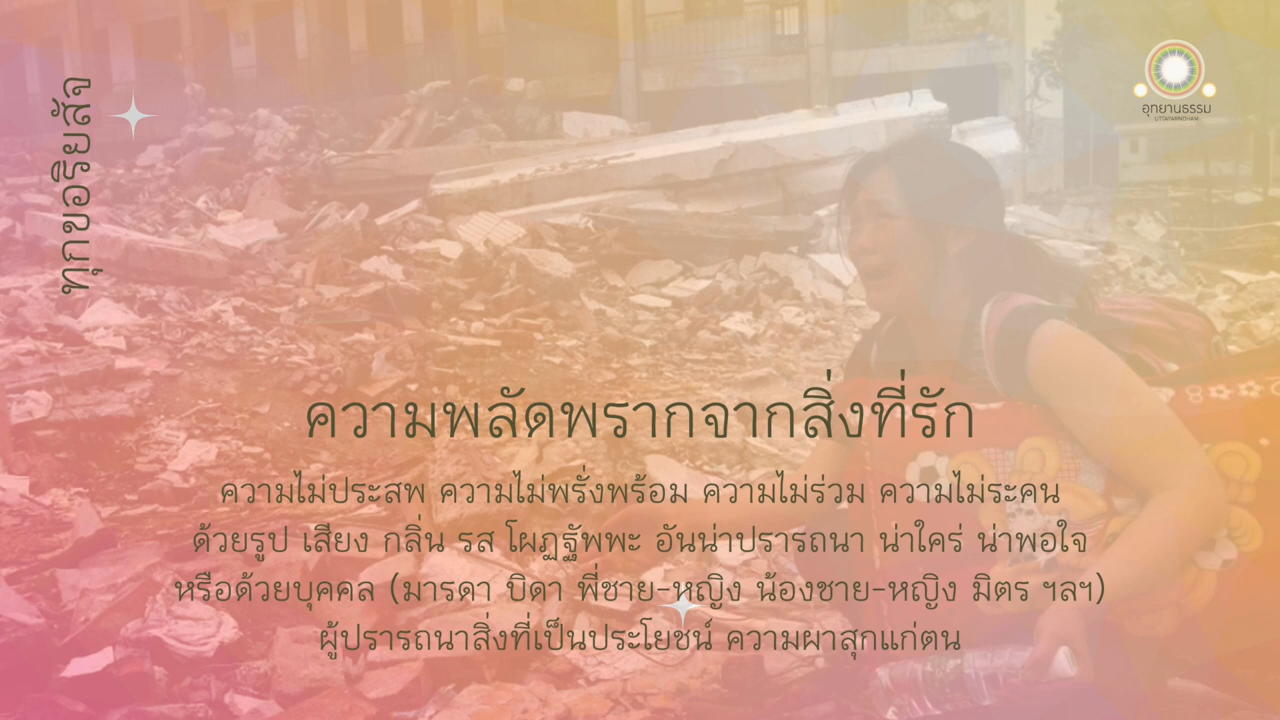 ทุกขอริยสัจ
อุทยานธรรม
UTTAYARNDHAM
ความพลัดพรากจากสิ่งที่รัก
ความไม่ประสพ ความไม่พรั่งพร้อม ความไม่ร่วม ความไม่ระคน
ด้วยรูป เสียง กลิ่น รส โผฏฐัพพะ อันน่าปรารถนา น่าใคร่ น่าพอใจ
หรือด้วยบุคคล (มารดา บิดา พี่ชาย-หญิง น้องชาย-หญิง มิตร ฯลฯ)
ผู้ปรารถนาสิ่งที่เป็นประโยชน์ ความผาสุกแก่ตน